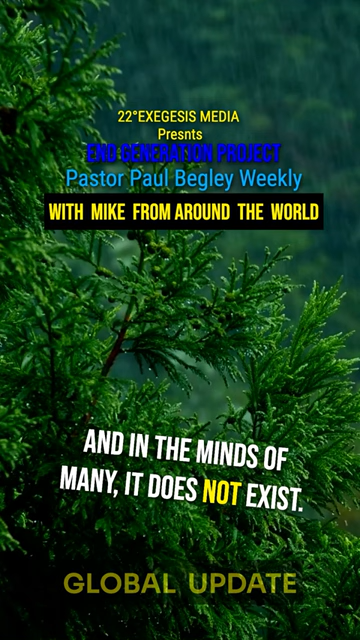 22°EXEGESIS MEDIA
Presnts
END GENERATION PROJECT
Pastor Paul Begley Weekly
WITH MIKE FROM AROUND THE WORLD
AND IN THE MINDS OF
MANY, IT DOES NOT EXIST.
GLOBAL UPDATE